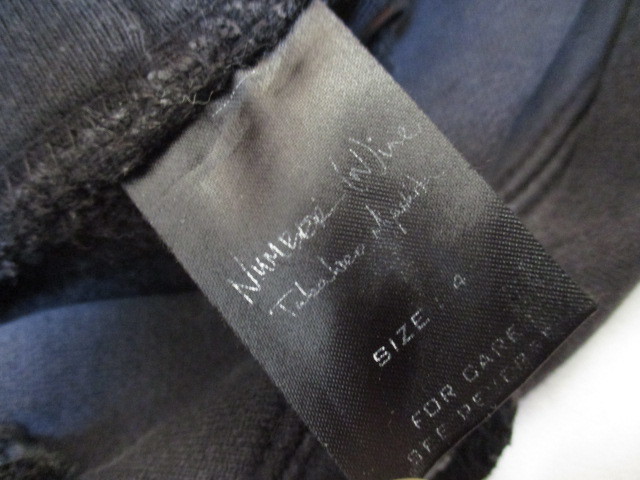 NUMBER (N)ine
Takahiro Miyashita
SIZE / 4
FOR CARE
SEE REVERSE